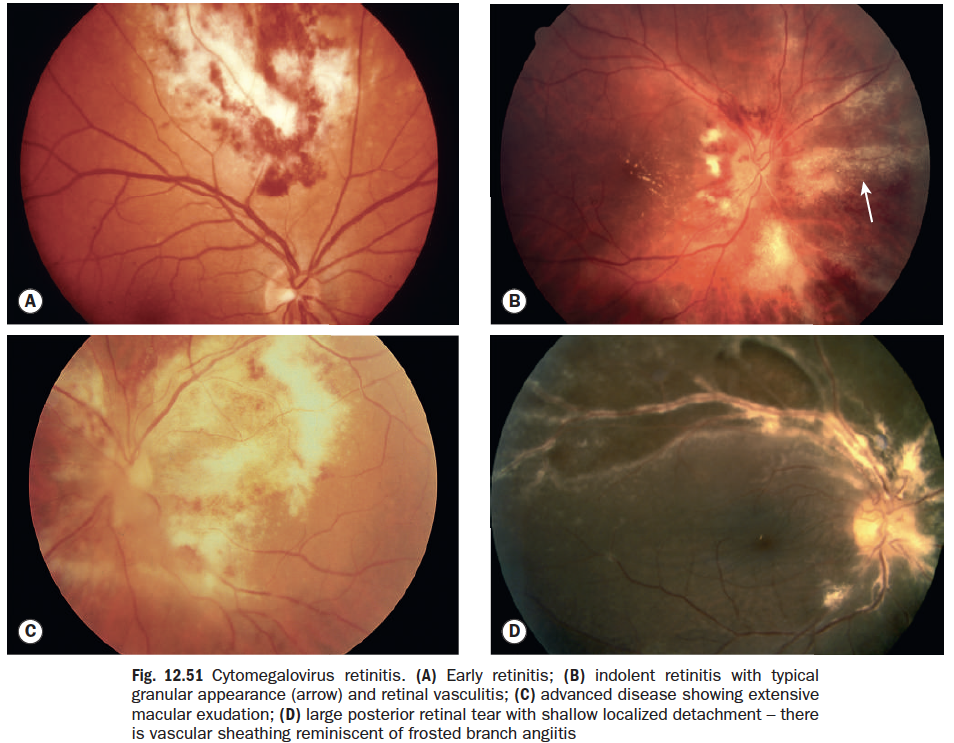 A
B
C
D
Fig. 12.51 Cytomegalovirus retinitis. (A) Early retinitis; (B) indolent retinitis with typical
granular appearance (arrow) and retinal vasculitis; (C) advanced disease showing extensive
macular exudation; (D) large posterior retinal tear with shallow localized detachment – there
is vascular sheathing reminiscent of frosted branch angiitis